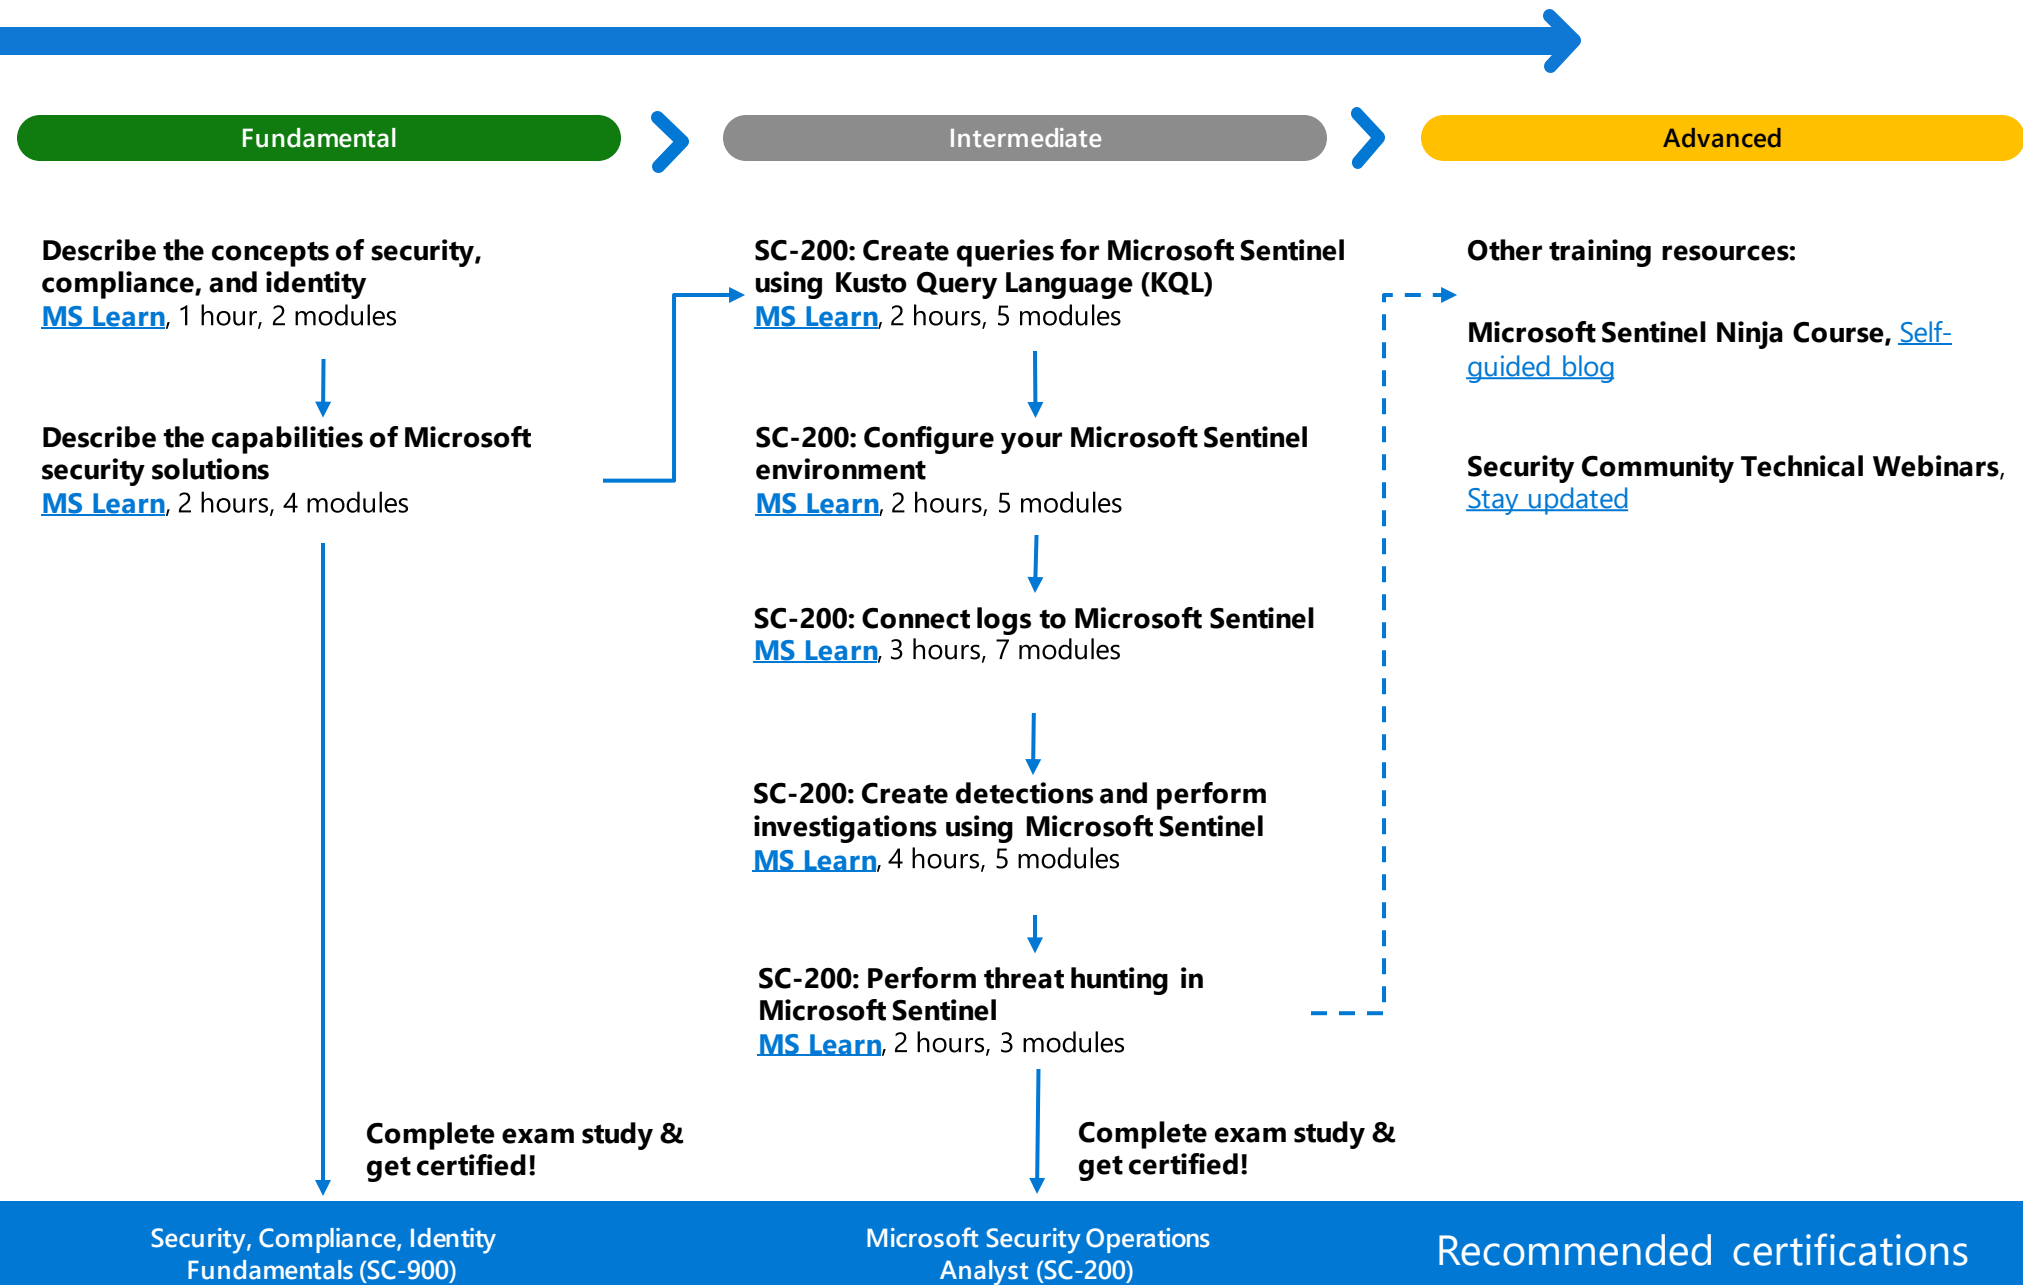 Fundamental
Intermediate
Advanced
Describe the concepts of security,
compliance, and identity
MS Learn, 1 hour, 2 modules
Describe the capabilities of Microsoft
security solutions
MS Learn, 2 hours, 4 modules
Complete exam study &
get certified!
SC-200: Create queries for Microsoft Sentinel
using Kusto Query Language (KQL)
MS Learn, 2 hours, 5 modules
SC-200: Configure your Microsoft Sentinel
environment
MS Learn, 2 hours, 5 modules
SC-200: Connect logs to Microsoft Sentinel
MS Learn, 3 hours, 7 modules
SC-200: Create detections and perform
investigations using Microsoft Sentinel
MS Learn, 4 hours, 5 modules
SC-200: Perform threat hunting in
Microsoft Sentinel
MS Learn, 2 hours, 3 modules
Complete exam study &
get certified!
Other training resources:
Microsoft Sentinel Ninja Course, Self-
guided blog
Security Community Technical Webinars,
Stay updated
Security, Compliance, Identity
Fundamentals (SC-900)
Microsoft Security Operations
Analyst (SC-200)
Recommended certifications